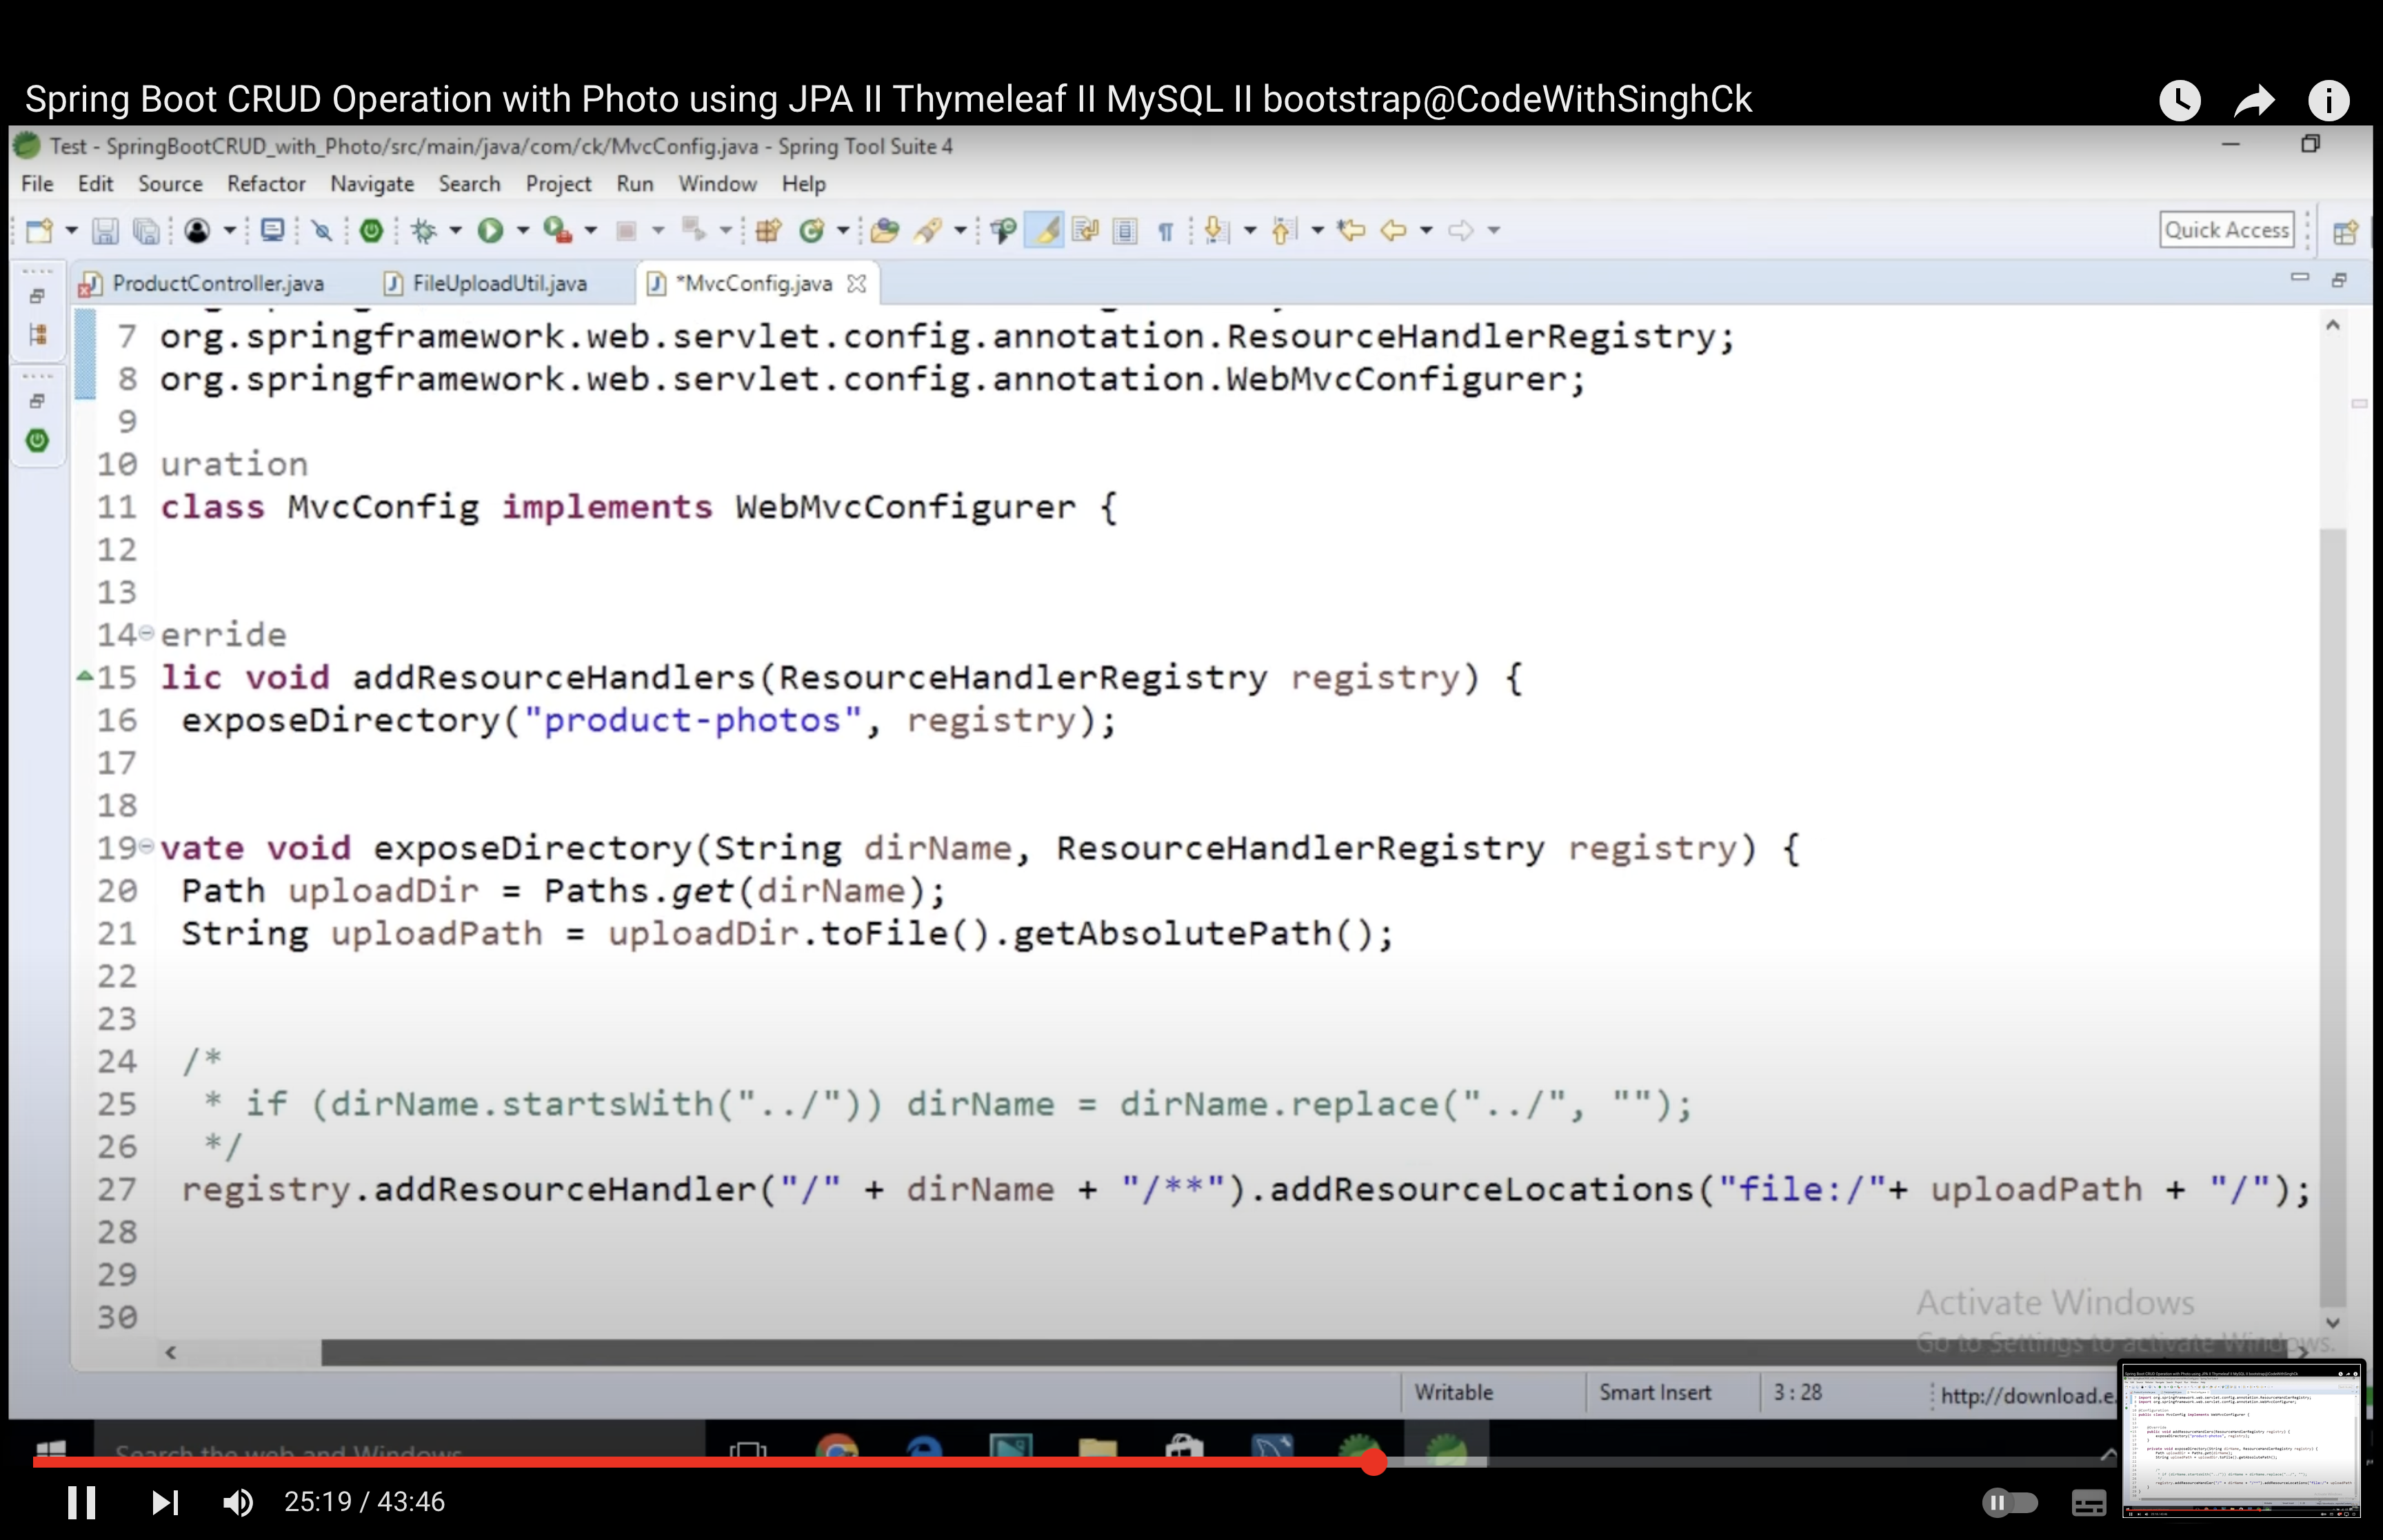 Spring Boot CRUD Operation with Photo using JPA II Thymeleaf II MySQL II bootstrap@CodeWithSinghCk
Test - SpringBootCRUD_with_Photo/src/main/java/com/ck/MvcConfig.java - Spring Tool Suite 4
File Edit Source Refactor Navigate Search Project Run Window Help
Quick Access
ProductController.java FileUploadUtil.java *MvcConfig.java
7 org.springframework.web.servlet.config.annotation.ResourceHandlerRegistry;
8 org.springframework.web.servlet.config.annotation.WebMvcConfigurer;
9
10 uration
11 class MvcConfig implements WebMvcConfigurer {
12
13
14 erride
15 lic void addResourceHandlers(ResourceHandlerRegistry registry) {
16 exposeDirectory("product-photos", registry);
17
18
19 vate void exposeDirectory(String dirName, ResourceHandlerRegistry registry) {
20 Path uploadDir = Paths.get(dirName);
21 String uploadPath = uploadDir.toFile().getAbsolutePath();
22
23
24 /*
25 * if (dirName.startsWith("../")) dirName = dirName.replace("../", "");
26 */
27 registry.addResourceHandler("/" + dirName + "/**").addResourceLocations("file:/"+ uploadPath + "/");
28
29
30
Activate Windows
Go to Settings to activate Windows.
Writable Smart Insert 3 : 28 http://download.e
Search the web and Windows
25:19 / 43:46